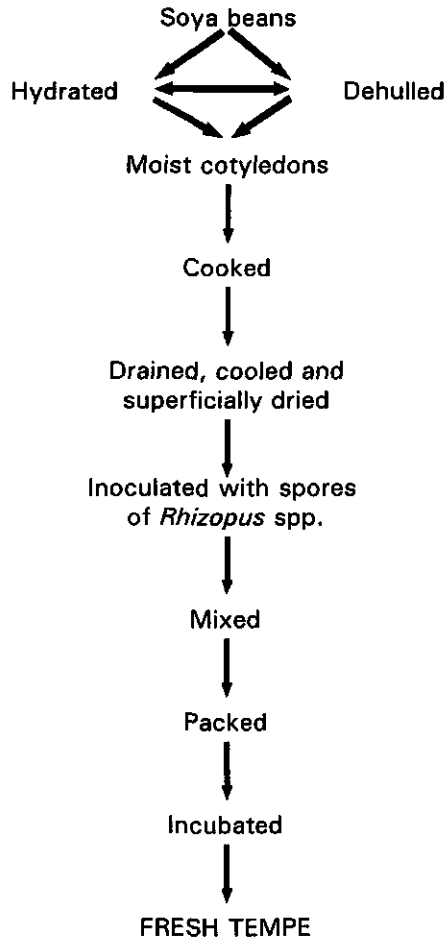 Soya beans
Hydrated
Dehulled
Moist cotyledons
Cooked
Drained, cooled and
superficially dried
Inoculated with spores
of Rhizopus spp.
Mixed
Packed
Incubated
FRESH TEMPE